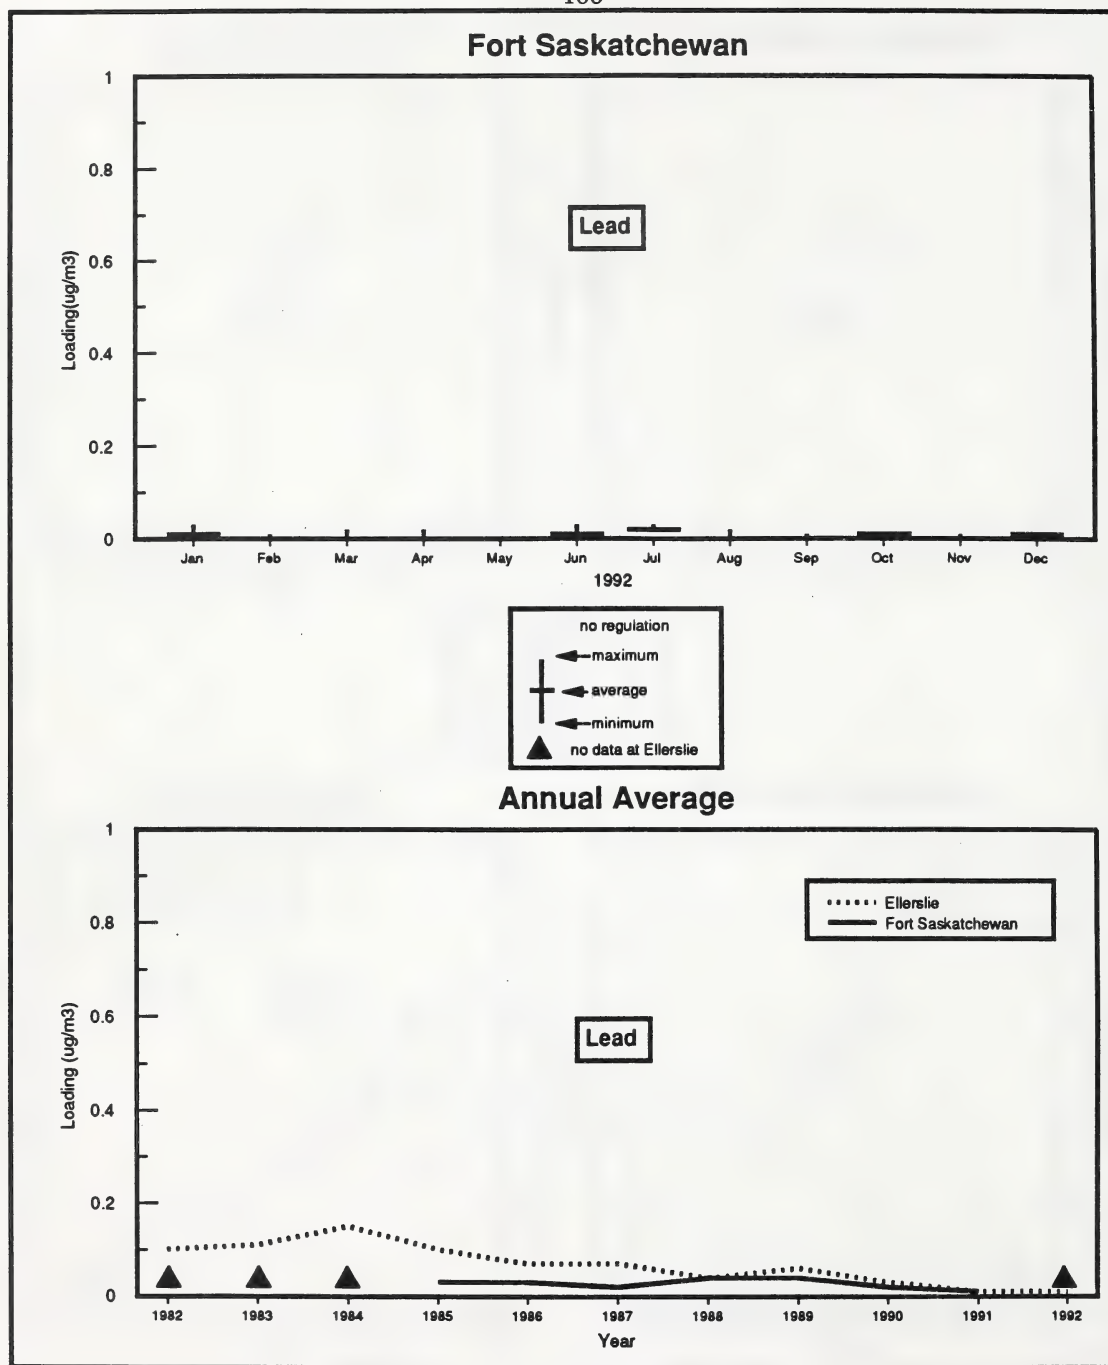 Fort Saskatchewan
1
0.8
0.6
0.4
0.2
0
Loading(ug/m3)
Lead
Jan Feb Mar Apr May Jun Jul Aug Sep Oct Nov Dec
1992
no regulation
maximum
average
minimum
no data at Ellerslie
Annual Average
1
0.8
0.6
0.4
0.2
0
Loading (ug/m3)
Ellerslie
Fort Saskatchewan
Lead
1982 1983 1984 1985 1986 1987 1988 1989 1990 1991 1992
Year